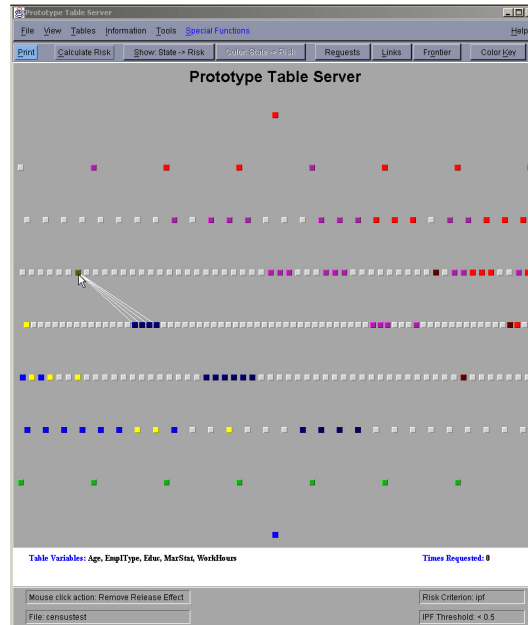 Prototype Table Server
File View Tables Information Tools Special Functions Help
Print Calculate Risk Show: State -> Risk Color: State -> Risk Requests Links Frontier Color Key
Prototype Table Server
Table Variables: Age, EmplType, Educ, MarStat, WorkHours Times Requested: 0
Mouse click action: Remove Release Effect Risk Criterion: ipf
File: censustest IPF Threshold: < 0.5